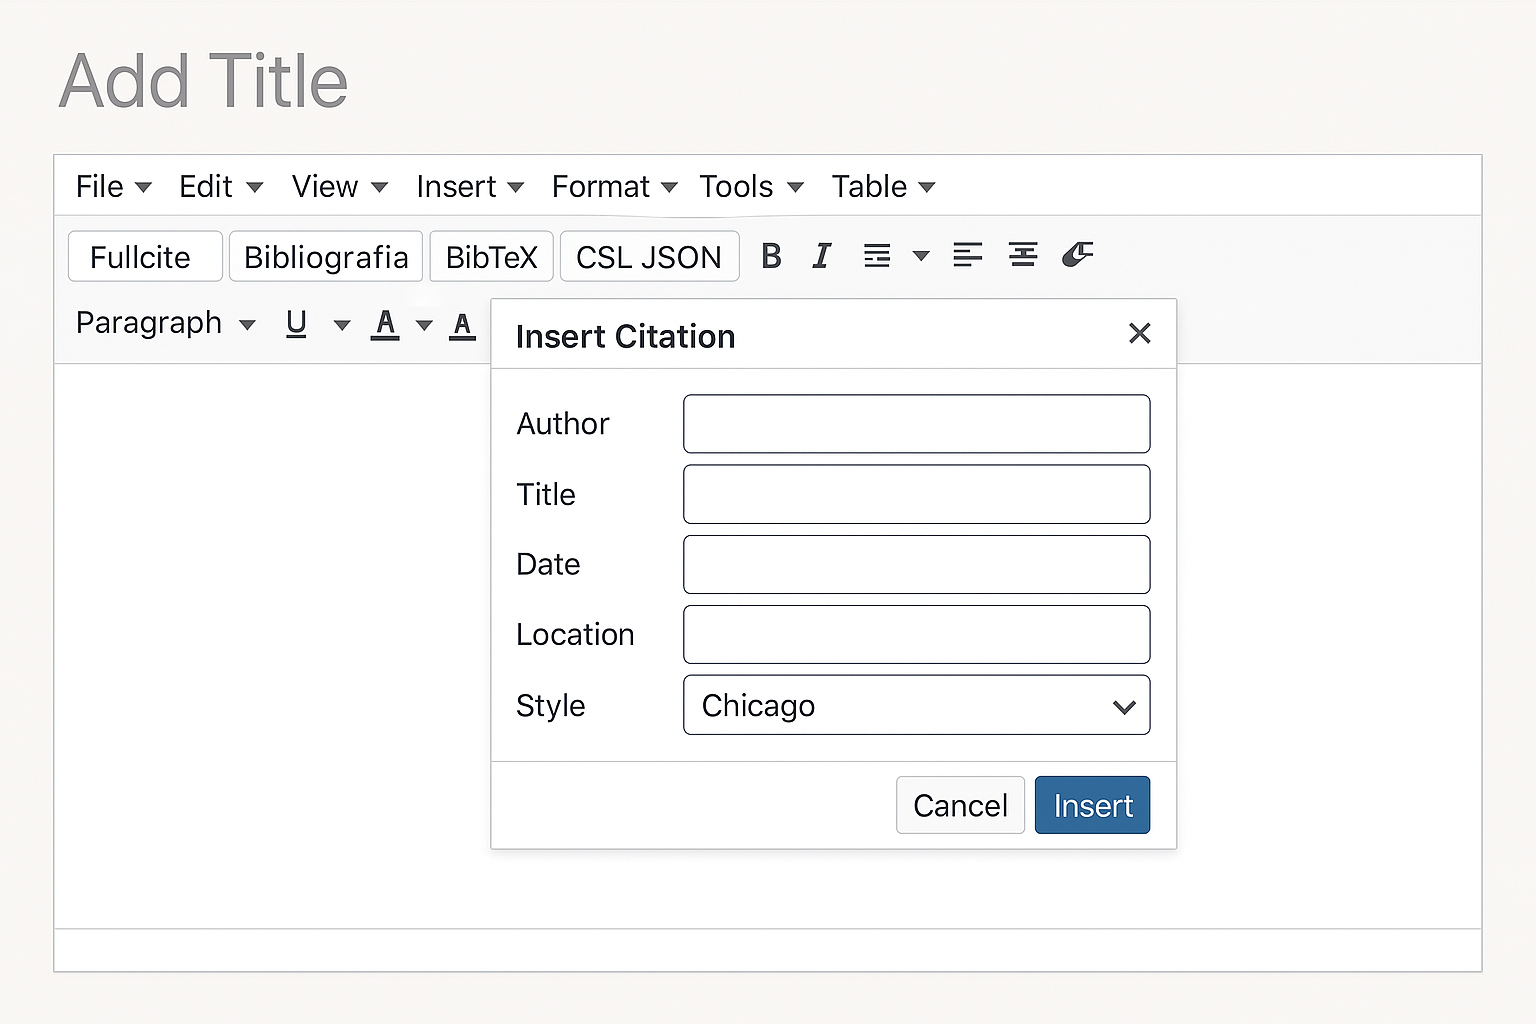 Add Title
File Edit View Insert Format Tools Table
Fullcite Bibliografia BibTeX CSL JSON B I
Paragraph U A A
Insert Citation
Author
Title
Date
Location
Style Chicago
Cancel Insert